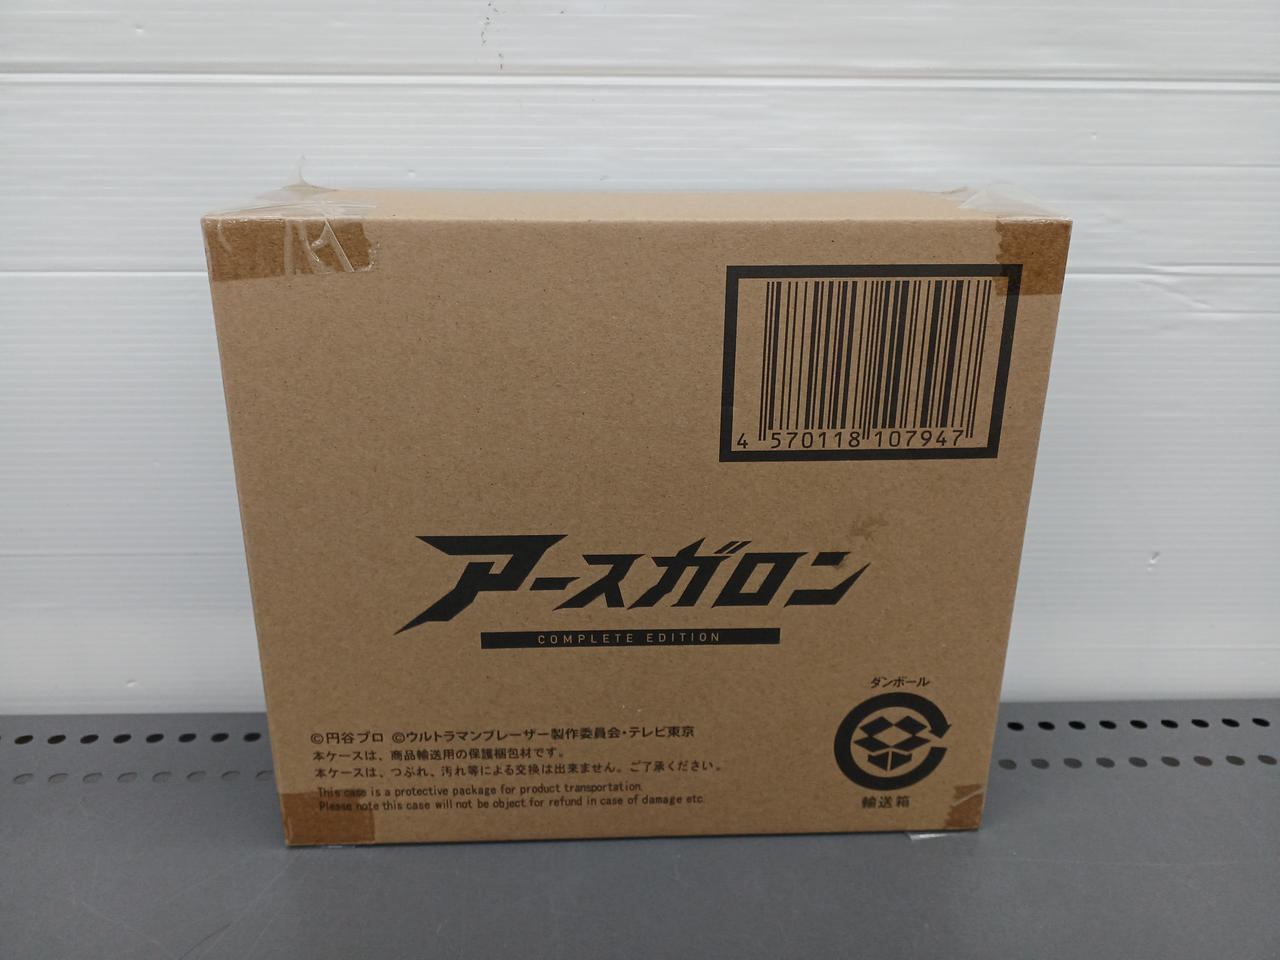 4 570118 107947
アースガロン
COMPLETE EDITION
ダンボール
輸送箱
©円谷プロ ©ウルトラマンブレーザー製作委員会・テレビ東京
本ケースは、商品輸送用の保護梱包材です。
本ケースは、つぶれ、汚れ等による交換は出来ません。ご了承ください。
This case is a protective package for product transportation.
Please note this case will not be object for refund in case of damage etc.